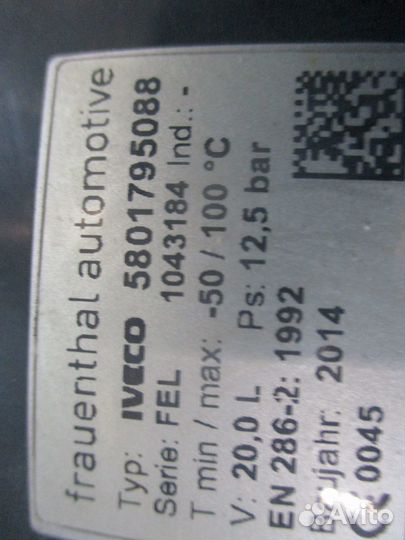 frauenthal automotive
Typ: IVECO 5801795088
Serie: FEL 1043184 Ind.: -
T min / max: -50 / 100 °C
V: 20,0 L Ps: 12,5 bar
EN 286-2: 1992
Baujahr: 2014
0045
Avito